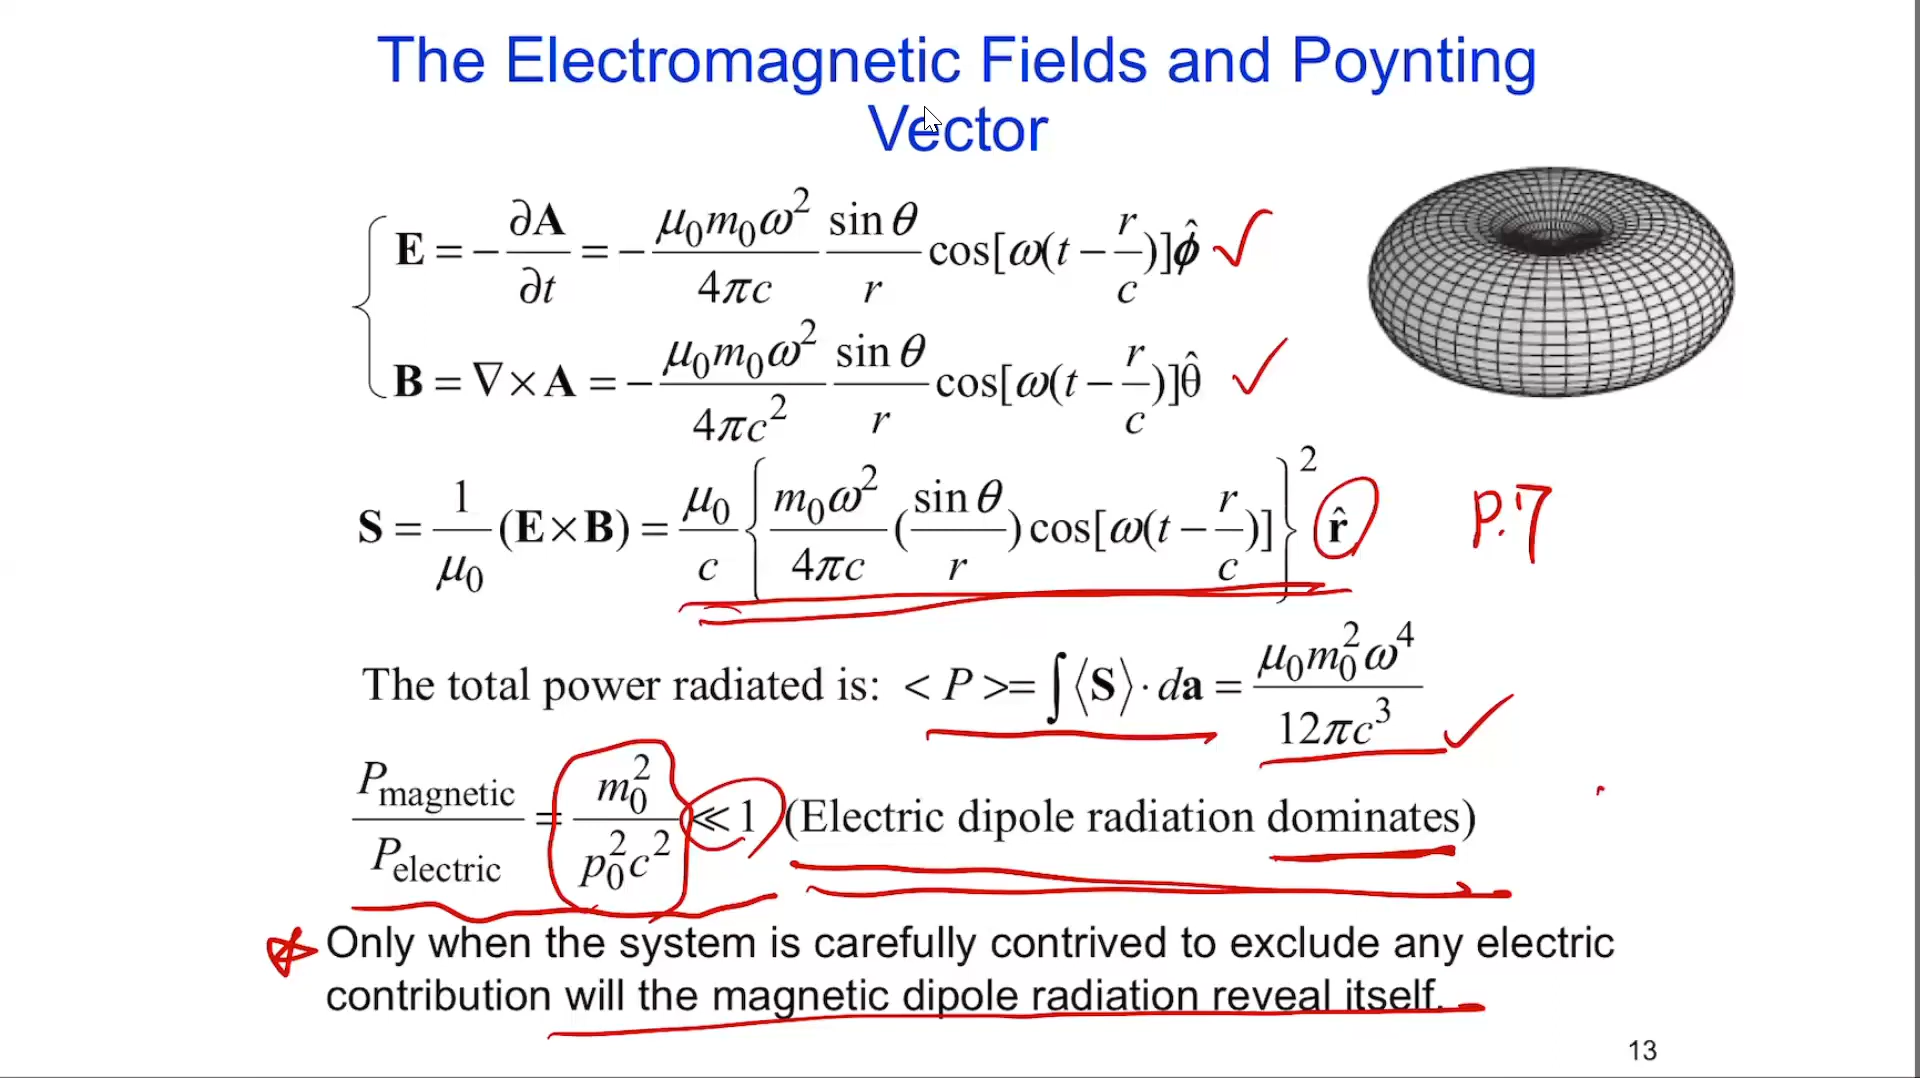 The Electromagnetic Fields and Poynting
Vector
E = −∂A/∂t = −(μ₀m₀ω²/4πc) (sin θ/r) cos[ω(t − r/c)]ϕ̂
B = ∇ × A = −(μ₀m₀ω²/4πc²) (sin θ/r) cos[ω(t − r/c)]θ̂
S = (1/μ₀)(E × B) = (μ₀/c) {(m₀ω²/4πc)(sin θ/r) cos[ω(t − r/c)]}² r̂
P.7
The total power radiated is: < P >= ∫⟨S⟩ · da = μ₀m₀²ω⁴/12πc³
P_magnetic/P_electric = m₀²/p₀²c² ≪ 1 (Electric dipole radiation dominates)
Only when the system is carefully contrived to exclude any electric
contribution will the magnetic dipole radiation reveal itself.
13